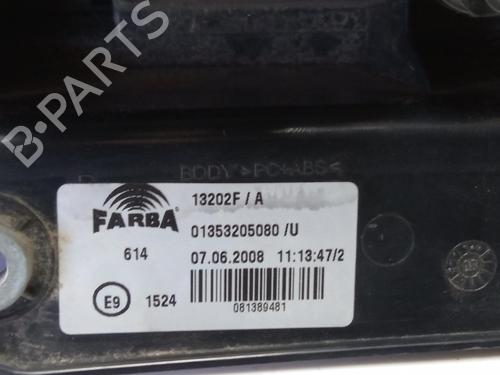 B-PARTS
BODY >PC+ABS<
FARBA
13202F / A
01353205080 /U
614
07.06.2008 11:13:47/2
E9
1524
081389481